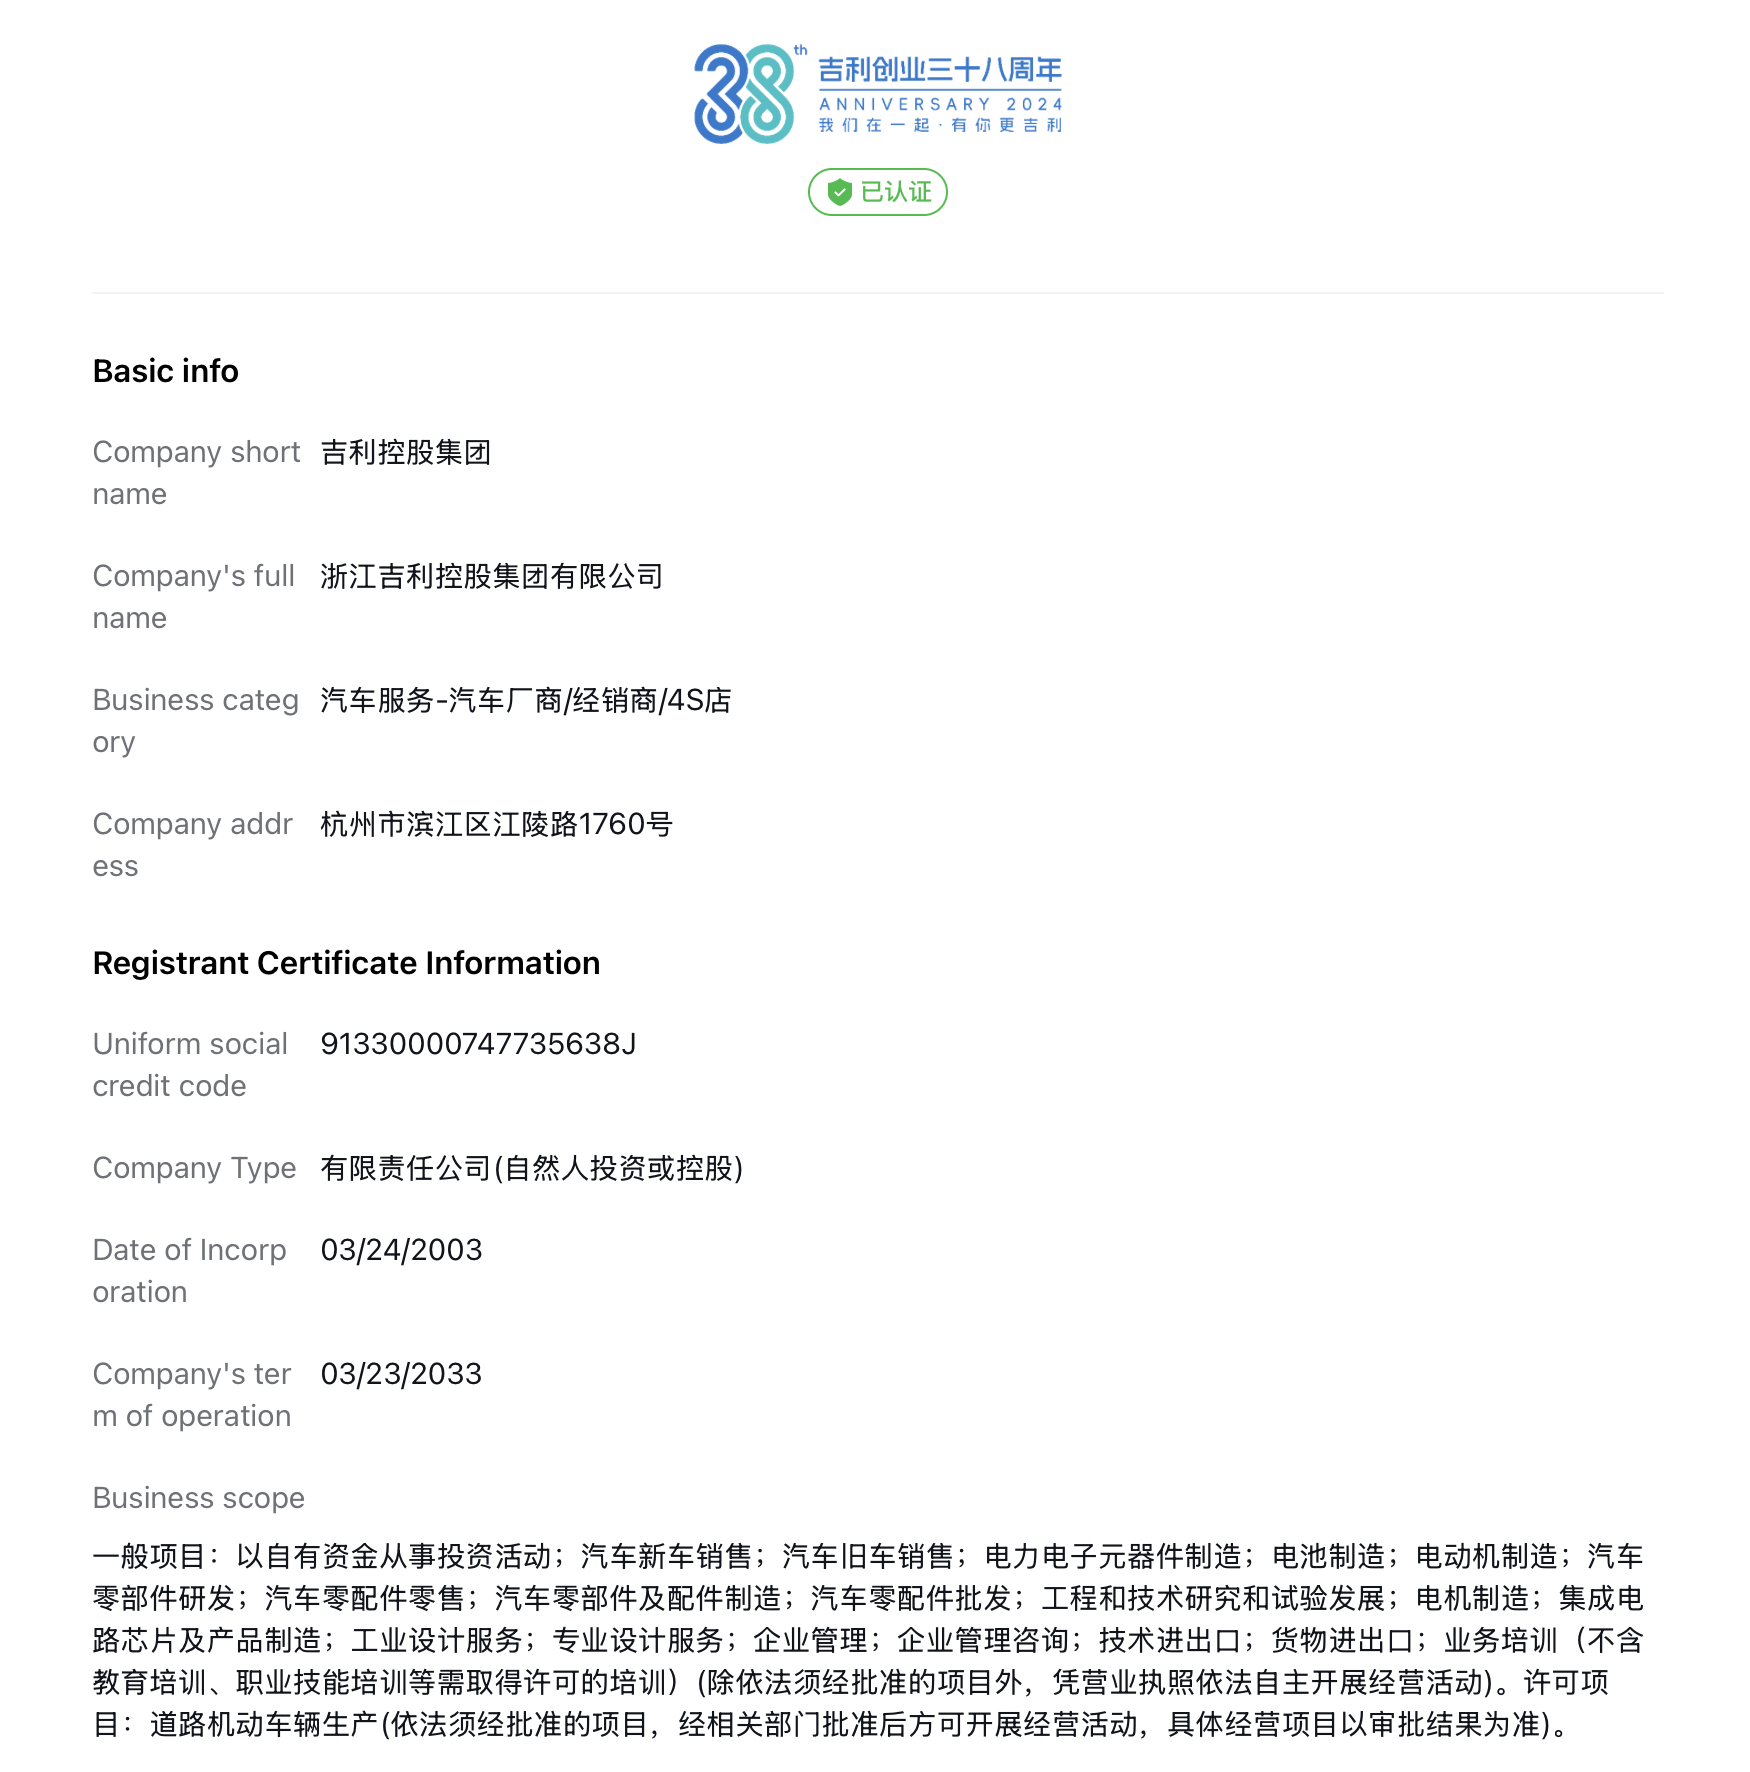 38th
吉利创业三十八周年
ANNIVERSARY 2024
我们在一起·有你更吉利
已认证
Basic info
Company short 吉利控股集团
name
Company's full 浙江吉利控股集团有限公司
name
Business categ 汽车服务-汽车厂商/经销商/4S店
ory
Company addr 杭州市滨江区江陵路1760号
ess
Registrant Certificate Information
Uniform social 91330000747735638J
credit code
Company Type 有限责任公司(自然人投资或控股)
Date of Incorp 03/24/2003
oration
Company's ter 03/23/2033
m of operation
Business scope
一般项目：以自有资金从事投资活动；汽车新车销售；汽车旧车销售；电力电子元器件制造；电池制造；电动机制造；汽车
零部件研发；汽车零配件零售；汽车零部件及配件制造；汽车零配件批发；工程和技术研究和试验发展；电机制造；集成电
路芯片及产品制造；工业设计服务；专业设计服务；企业管理；企业管理咨询；技术进出口；货物进出口；业务培训（不含
教育培训、职业技能培训等需取得许可的培训）(除依法须经批准的项目外，凭营业执照依法自主开展经营活动)。许可项
目：道路机动车辆生产(依法须经批准的项目，经相关部门批准后方可开展经营活动，具体经营项目以审批结果为准)。